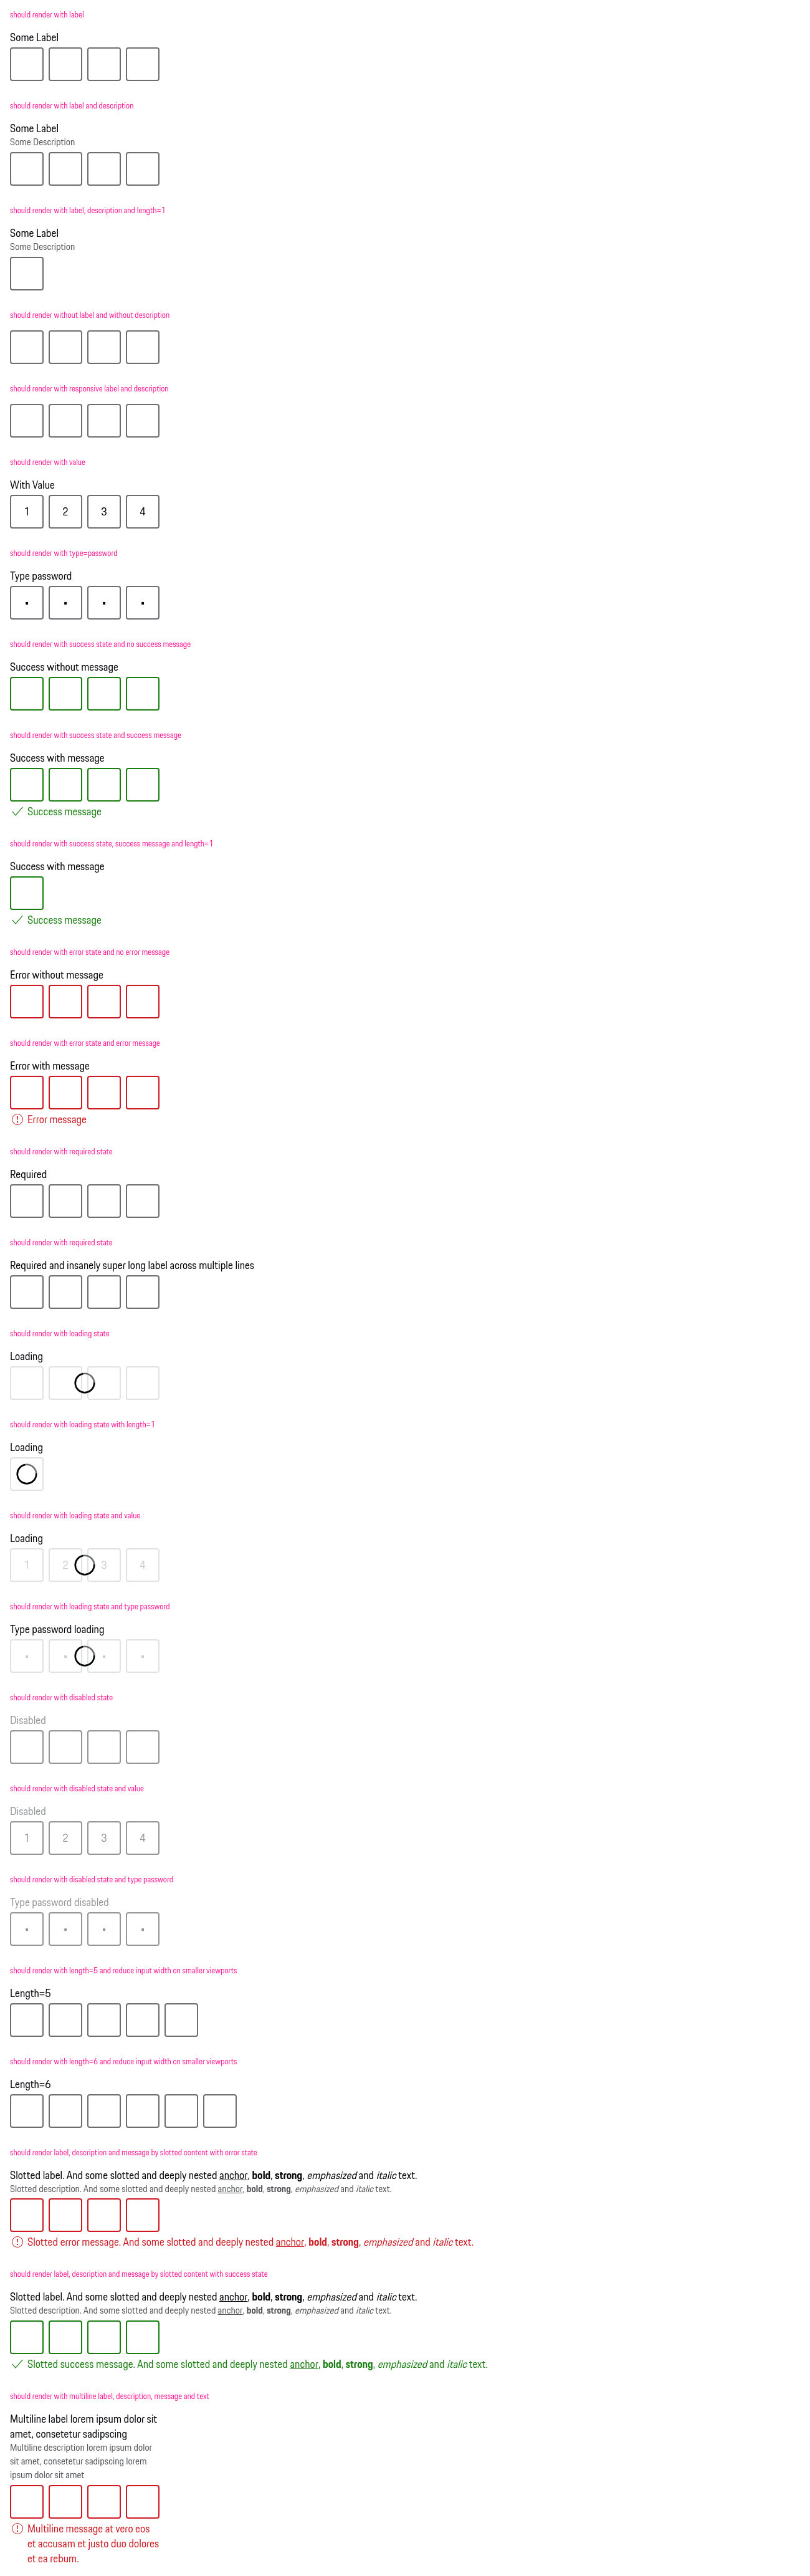 should render with label
Some Label
should render with label and description
Some Label
Some Description
should render with label, description and length=1
Some Label
Some Description
should render without label and without description
should render with responsive label and description
should render with value
With Value
1 2 3 4
should render with type=password
Type password
should render with success state and no success message
Success without message
should render with success state and success message
Success with message
Success message
should render with success state, success message and length=1
Success with message
Success message
should render with error state and no error message
Error without message
should render with error state and error message
Error with message
Error message
should render with required state
Required
should render with required state
Required and insanely super long label across multiple lines
should render with loading state
Loading
should render with loading state with length=1
Loading
should render with loading state and value
Loading
1 2 3 4
should render with loading state and type password
Type password loading
should render with disabled state
Disabled
should render with disabled state and value
Disabled
1 2 3 4
should render with disabled state and type password
Type password disabled
should render with length=5 and reduce input width on smaller viewports
Length=5
should render with length=6 and reduce input width on smaller viewports
Length=6
should render label, description and message by slotted content with error state
Slotted label. And some slotted and deeply nested anchor, bold, strong, emphasized and italic text.
Slotted description. And some slotted and deeply nested anchor, bold, strong, emphasized and italic text.
Slotted error message. And some slotted and deeply nested anchor, bold, strong, emphasized and italic text.
should render label, description and message by slotted content with success state
Slotted label. And some slotted and deeply nested anchor, bold, strong, emphasized and italic text.
Slotted description. And some slotted and deeply nested anchor, bold, strong, emphasized and italic text.
Slotted success message. And some slotted and deeply nested anchor, bold, strong, emphasized and italic text.
should render with multiline label, description, message and text
Multiline label lorem ipsum dolor sit
amet, consetetur sadipscing
Multiline description lorem ipsum dolor
sit amet, consetetur sadipscing lorem
ipsum dolor sit amet
Multiline message at vero eos
et accusam et justo duo dolores
et ea rebum.